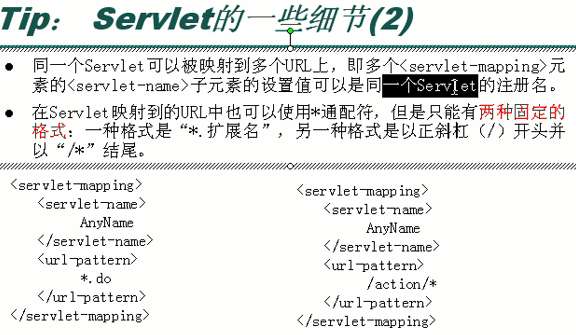 Tip： Servlet的一些细节(2)
● 同一个Servlet可以被映射到多个URL上，即多个<servlet-mapping>元
素的<servlet-name>子元素的设置值可以是同一个Servlet的注册名。
● 在Servlet映射到的URL中也可以使用*通配符，但是只能有两种固定的
格式：一种格式是“*.扩展名”，另一种格式是以正斜杠（/）开头并
以“/*”结尾。
<servlet-mapping>
<servlet-name>
AnyName
</servlet-name>
<url-pattern>
*.do
</url-pattern>
</servlet-mapping>
<servlet-mapping>
<servlet-name>
AnyName
</servlet-name>
<url-pattern>
/action/*
</url-pattern>
</servlet-mapping>